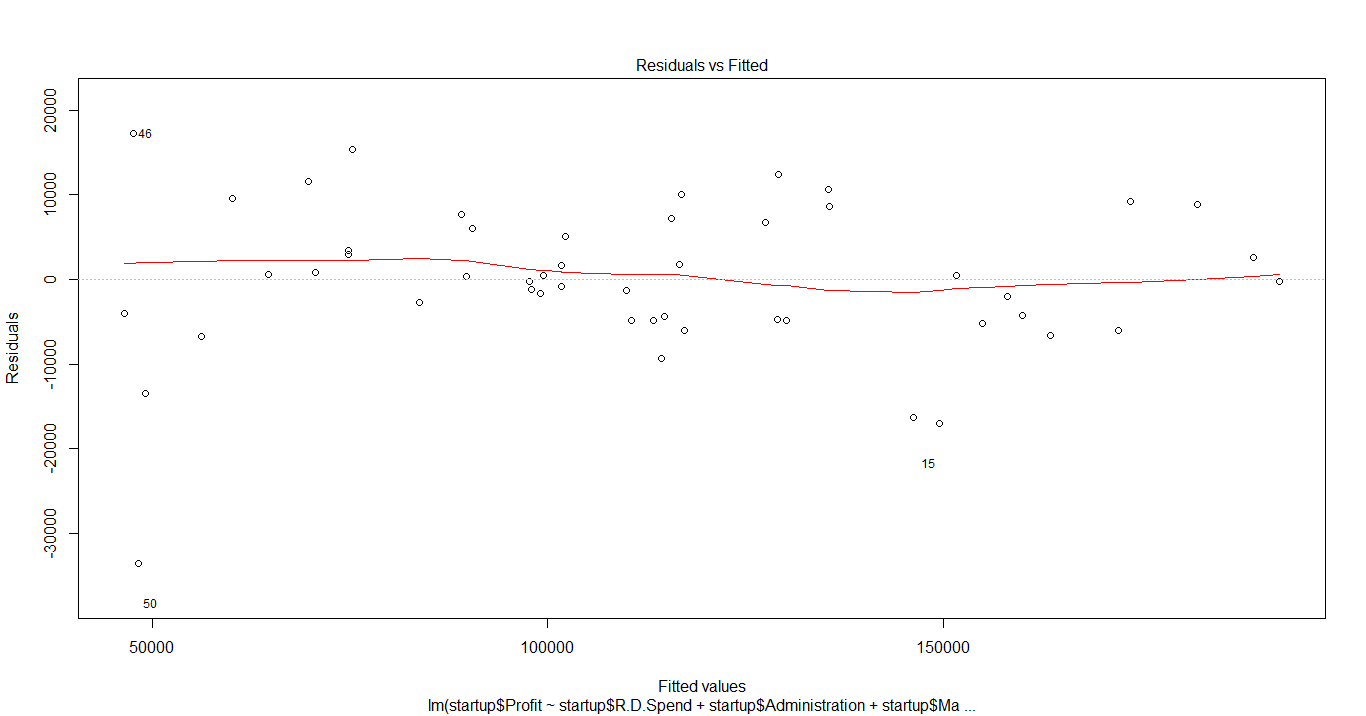 Residuals vs Fitted
20000
10000
0
-10000
-20000
-30000
Residuals
46
15
50
50000 100000 150000
Fitted values
lm(startup$Profit ~ startup$R.D.Spend + startup$Administration + startup$Ma ...